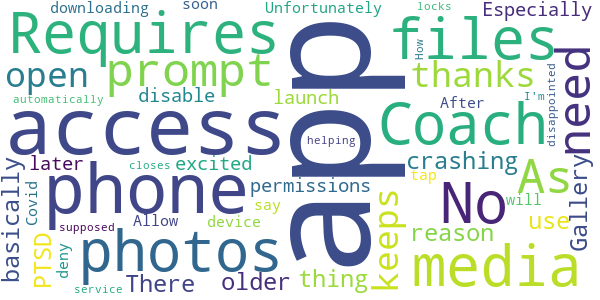 downloading
soon
Unfortunately
locks
Especially
Requires
app
files
How
open
prompt
thanks
need
disappointed
automatically
disable
launch
After
I'm
access
helping
Coach
later
closes
excited
crashing
basically
Covid
phone
permissions
tap
As
Gallery
Allow
say
device
keeps
No
will
use
supposed
PTSD
deny
photos
reason
There
older
thing
media
service